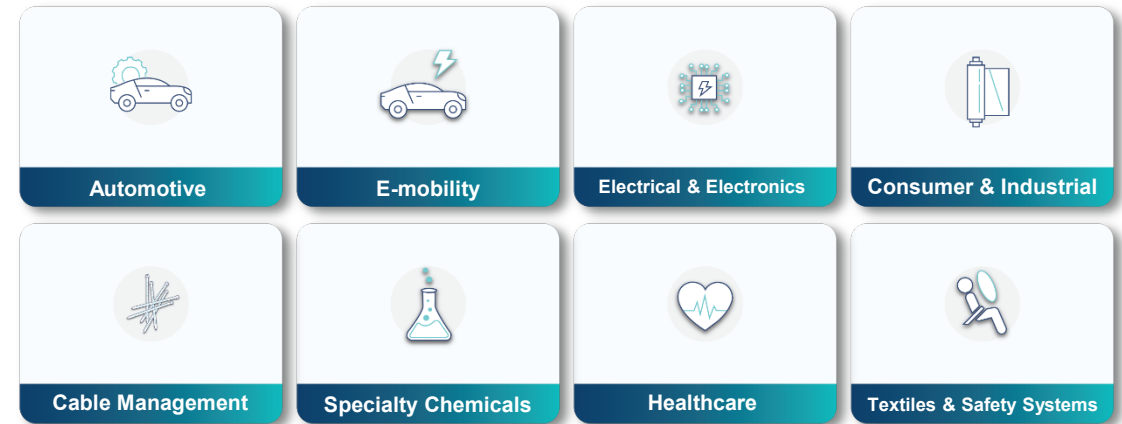 Automotive
E-mobility
Electrical & Electronics
Consumer & Industrial
Cable Management
Specialty Chemicals
Healthcare
Textiles & Safety Systems